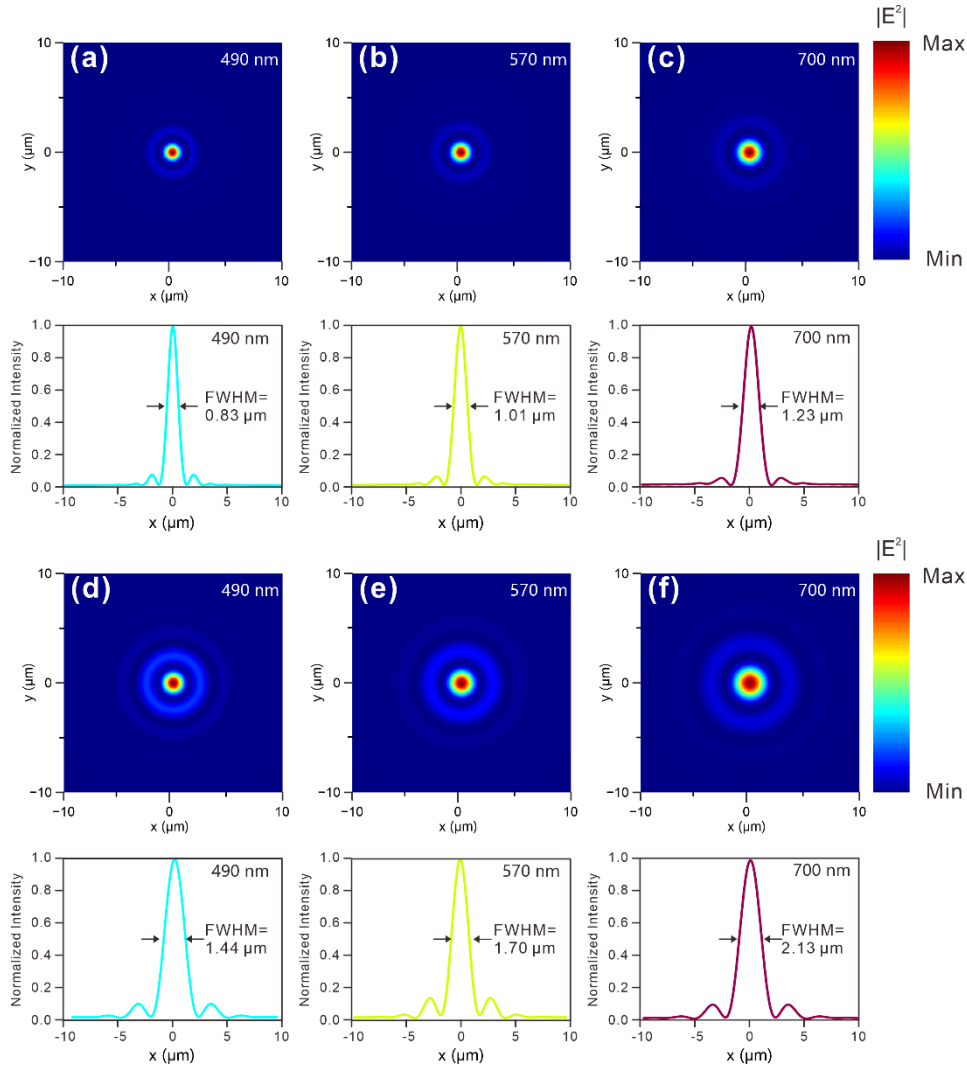 |E²|
(a)
490 nm
(b)
570 nm
(c)
700 nm
Max
Min
10
0
−10
y (µm)
−10
0
10
x (µm)
10
0
−10
y (µm)
−10
0
10
x (µm)
10
0
−10
y (µm)
−10
0
10
x (µm)
1.0
0.8
0.6
0.4
0.2
0.0
Normalized Intensity
490 nm
FWHM=
0.83 µm
-10
-5
0
5
10
x (µm)
1.0
0.8
0.6
0.4
0.2
0.0
Normalized Intensity
570 nm
FWHM=
1.01 µm
-10
-5
0
5
10
x (µm)
1.0
0.8
0.6
0.4
0.2
0.0
Normalized Intensity
700 nm
FWHM=
1.23 µm
-10
-5
0
5
10
x (µm)
|E²|
(d)
490 nm
(e)
570 nm
(f)
700 nm
Max
Min
10
0
−10
y (µm)
−10
0
10
x (µm)
10
0
−10
y (µm)
−10
0
10
x (µm)
10
0
−10
y (µm)
−10
0
10
x (µm)
1.0
0.8
0.6
0.4
0.2
0.0
Normalized Intensity
490 nm
FWHM=
1.44 µm
-10
-5
0
5
10
x (µm)
1.0
0.8
0.6
0.4
0.2
0.0
Normalized Intensity
570 nm
FWHM=
1.70 µm
-10
-5
0
5
10
x (µm)
1.0
0.8
0.6
0.4
0.2
0.0
Normalized Intensity
700 nm
FWHM=
2.13 µm
-10
-5
0
5
10
x (µm)